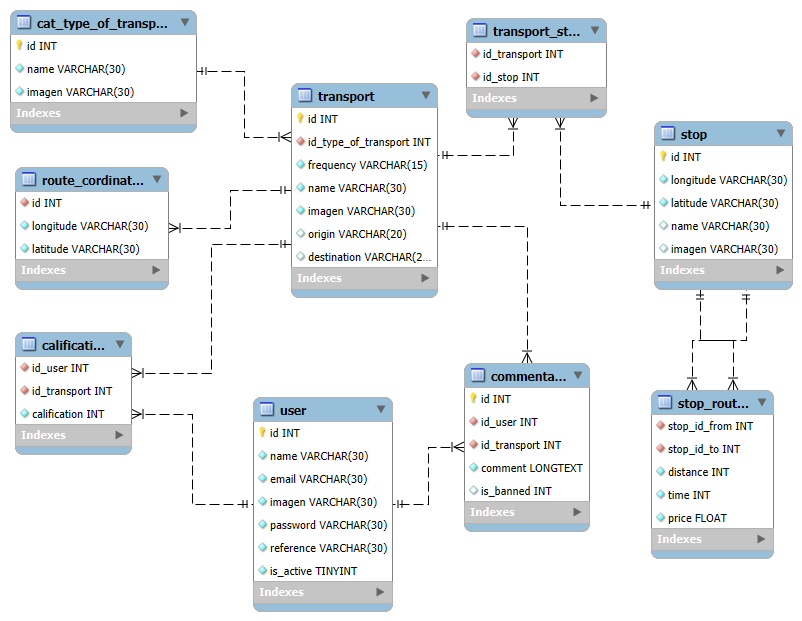 cat_type_of_transp...
id INT
name VARCHAR(30)
imagen VARCHAR(30)
Indexes
transport_st...
id_transport INT
id_stop INT
Indexes
transport
id INT
id_type_of_transport INT
frequency VARCHAR(15)
name VARCHAR(30)
imagen VARCHAR(30)
origin VARCHAR(20)
destination VARCHAR(2...
Indexes
stop
id INT
longitude VARCHAR(30)
latitude VARCHAR(30)
name VARCHAR(30)
imagen VARCHAR(30)
Indexes
route_cordinat...
id INT
longitude VARCHAR(30)
latitude VARCHAR(30)
Indexes
calificati...
id_user INT
id_transport INT
calification INT
Indexes
user
id INT
name VARCHAR(30)
email VARCHAR(30)
imagen VARCHAR(30)
password VARCHAR(30)
reference VARCHAR(30)
is_active TINYINT
Indexes
commenta...
id INT
id_user INT
id_transport INT
comment LONGTEXT
is_banned INT
Indexes
stop_rout...
stop_id_from INT
stop_id_to INT
distance INT
time INT
price FLOAT
Indexes